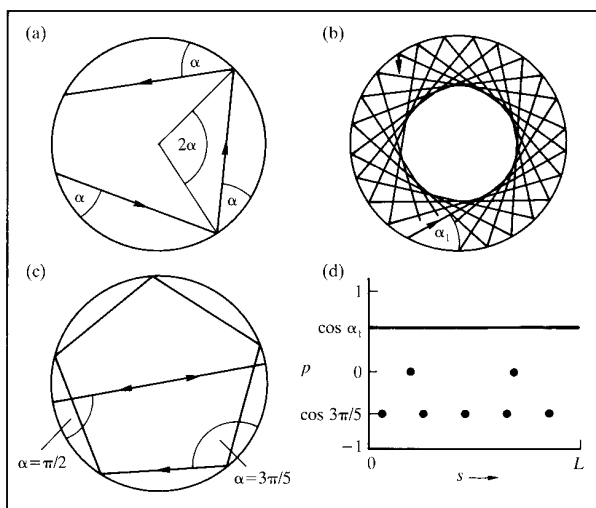 (a)
α
2α
α
α
(b)
α₁
(c)
α=π/2
α=3π/5
(d)
1
cos α₁
p
0
cos 3π/5
−1
0
s →
L